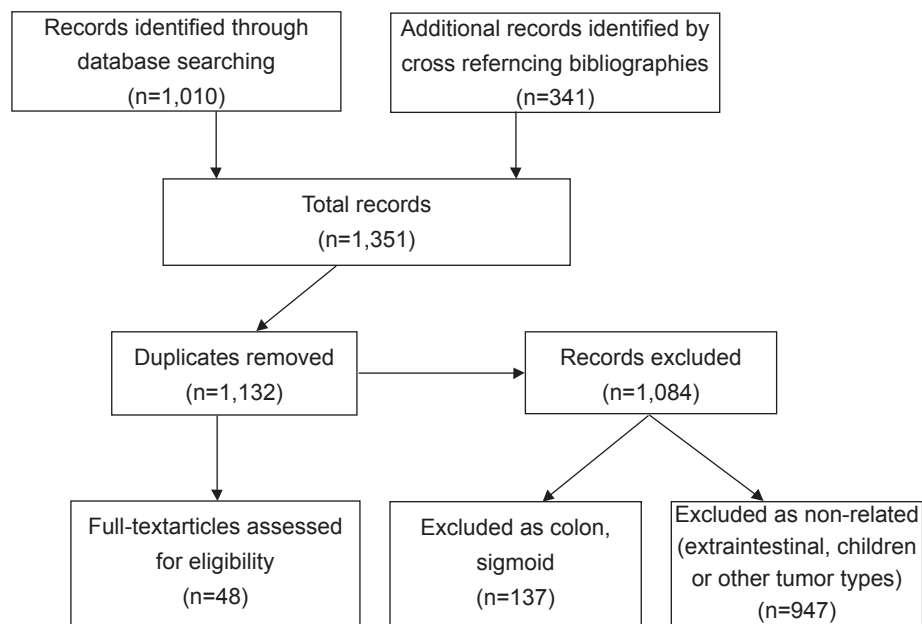 Records identified through
database searching
(n=1,010)
Additional records identified by
cross referncing bibliographies
(n=341)
Total records
(n=1,351)
Duplicates removed
(n=1,132)
Records excluded
(n=1,084)
Full-textarticles assessed
for eligibility
(n=48)
Excluded as colon,
sigmoid
(n=137)
Excluded as non-related
(extraintestinal, children
or other tumor types)
(n=947)